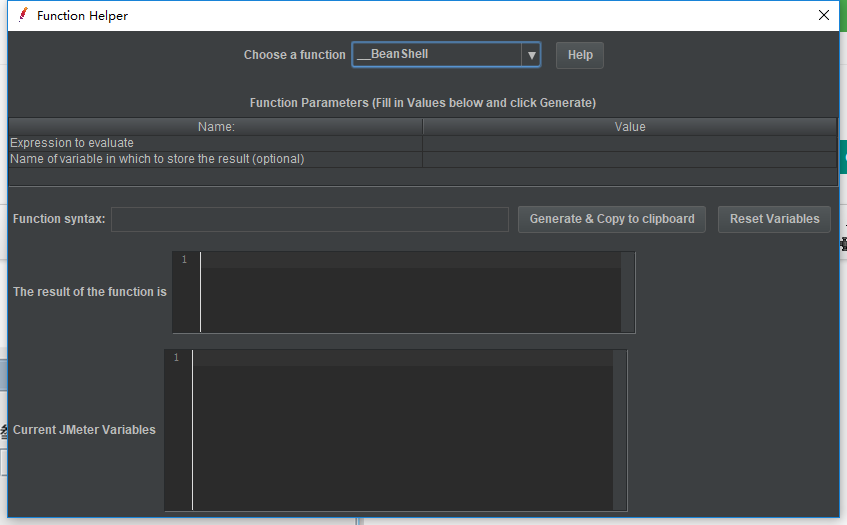 Function Helper
Choose a function __BeanShell Help
Function Parameters (Fill in Values below and click Generate)
Name: Value
Expression to evaluate
Name of variable in which to store the result (optional)
Function syntax: Generate & Copy to clipboard Reset Variables
1
The result of the function is
1
Current JMeter Variables